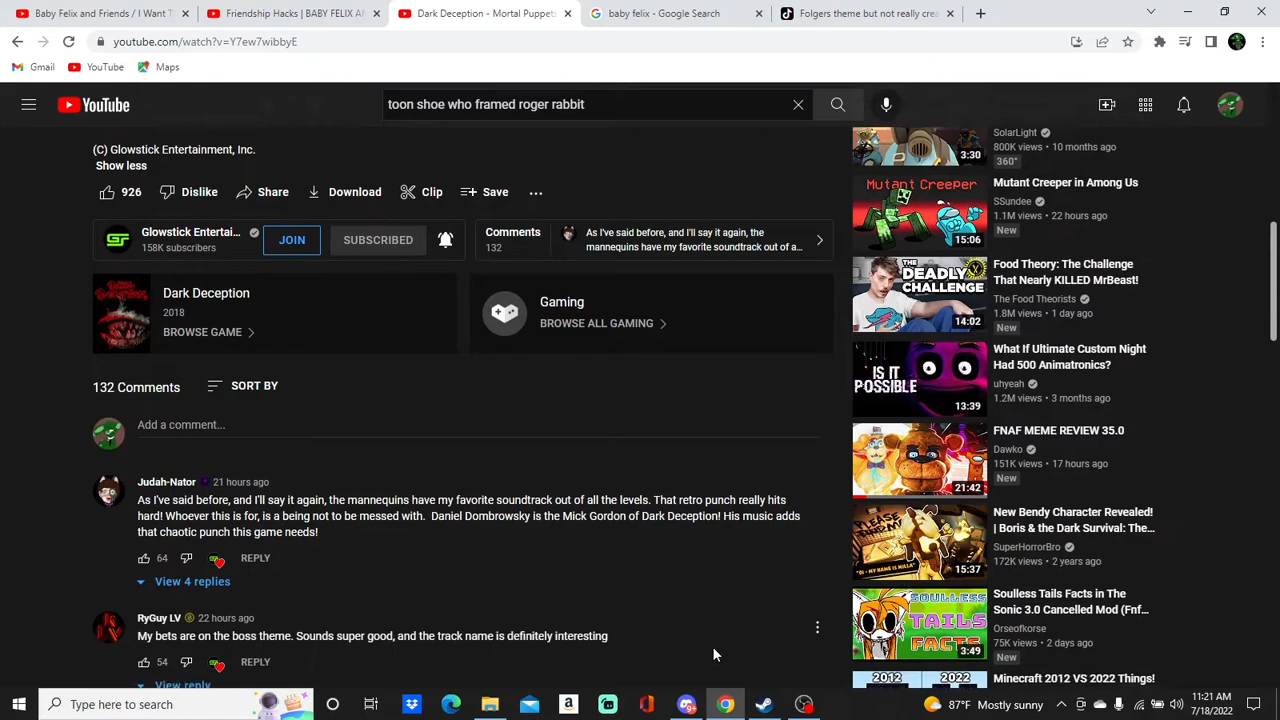 Baby Felix and Friends / I Want T
Friendship Hacks | BABY FELIX AN
Dark Deception - Mortal Puppets
baby felix - Google Search
Folgers theme but not really crea
youtube.com/watch?v=Y7ew7wibbyE
Gmail
YouTube
Maps
YouTube
toon shoe who framed roger rabbit
(C) Glowstick Entertainment, Inc.
Show less
926
Dislike
Share
Download
Clip
Save
Glowstick Enterta...
158K subscribers
JOIN
SUBSCRIBED
Comments
132
As I've said before, and I'll say it again, the
mannequins have my favorite soundtrack out of a...
Dark Deception
2018
BROWSE GAME
Gaming
BROWSE ALL GAMING
132 Comments
SORT BY
Add a comment...
Judah-Nator
21 hours ago
As I've said before, and I'll say it again, the mannequins have my favorite soundtrack out of all the levels. That retro punch really hits
hard! Whatever this is for, is a being not to be messed with. Daniel Dombrowsky is the Mick Gordon of Dark Deception! His music adds
that chaotic punch this game needs!
64
REPLY
View 4 replies
RyGuy LV
22 hours ago
My bets are on the boss theme. Sounds super good, and the track name is definitely interesting
54
REPLY
View reply
SolarLight
800K views • 10 months ago
360°
3:30
Mutant Creeper
15:06
Mutant Creeper in Among Us
SSundee
1.1M views • 22 hours ago
New
THE
DEADLY
CHALLENGE
14:02
Food Theory: The Challenge
That Nearly KILLED MrBeast!
The Food Theorists
1.8M views • 1 day ago
New
IS IT
POSSIBLE
13:39
What If Ultimate Custom Night
Had 500 Animatronics?
uhyeah
1.2M views • 3 months ago
21:42
FNAF MEME REVIEW 35.0
Dawko
151K views • 17 hours ago
New
PLEASE
15:37
New Bendy Character Revealed!
| Boris & the Dark Survival: The...
SuperHorrorBro
172K views • 2 years ago
SOULLESS
TAILS
FACTS
3:49
Soulless Tails Facts in The
Sonic 3.0 Cancelled Mod (Fnf...
Orseofkorse
75K views • 2 days ago
New
2012
2022
Minecraft 2012 VS 2022 Textures!
Type here to search
87°F Mostly sunny
11:21 AM
7/18/2022